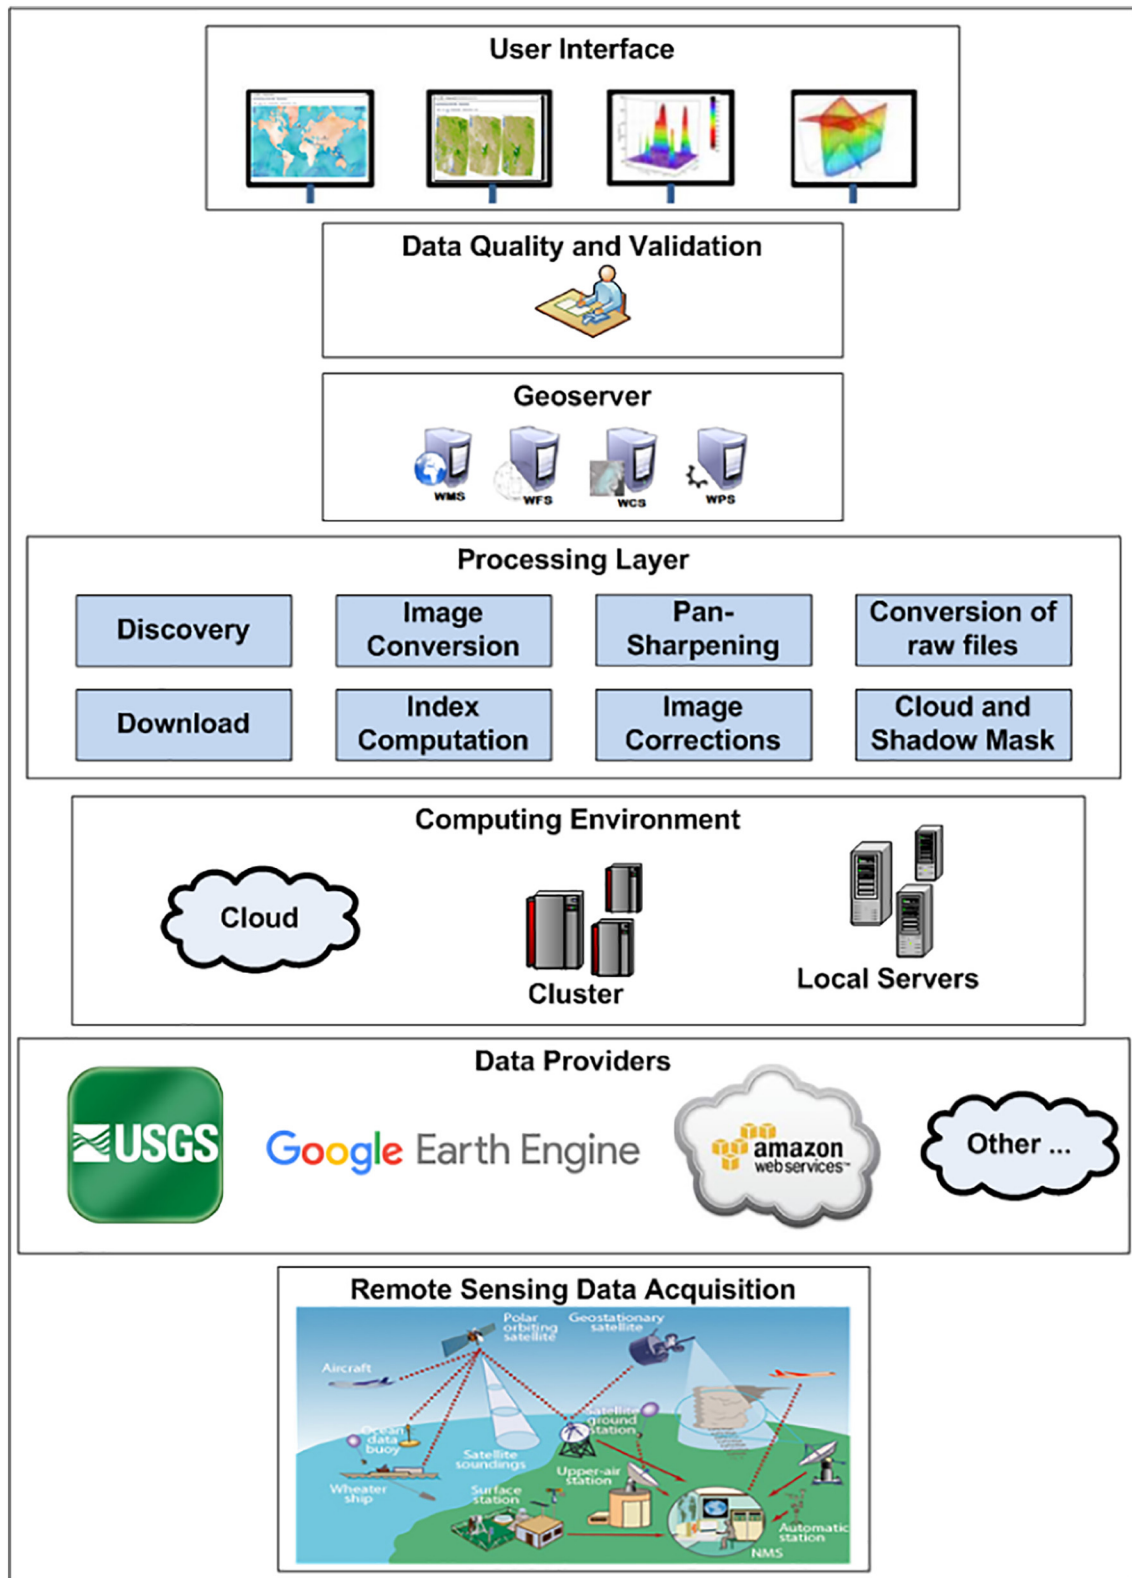 User Interface
Data Quality and Validation
Geoserver
WMS
WFS
WCS
WPS
Processing Layer
Discovery
Image
Conversion
Pan-
Sharpening
Conversion of
raw files
Download
Index
Computation
Image
Corrections
Cloud and
Shadow Mask
Computing Environment
Cloud
Cluster
Local Servers
Data Providers
USGS
Google Earth Engine
amazon
web services™
Other ...
Remote Sensing Data Acquisition
Polar
orbiting
satellite
Geostationary
satellite
Aircraft
Ocean
data
buoy
Satellite
ground
station
Satellite
soundings
Upper-air
station
Wheater
ship
Surface
station
Automatic
station
NMS